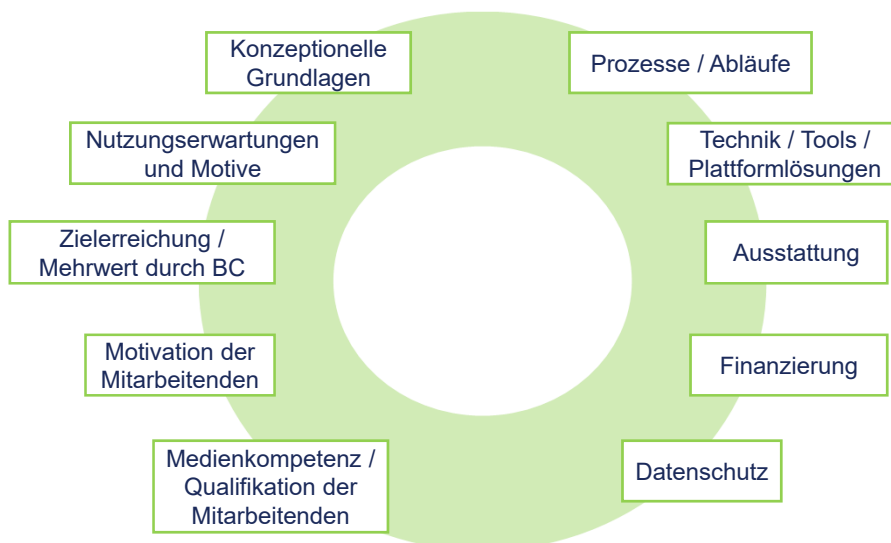 Konzeptionelle
Grundlagen
Prozesse / Abläufe
Nutzungserwartungen
und Motive
Technik / Tools /
Plattformlösungen
Zielerreichung /
Mehrwert durch BC
Ausstattung
Motivation der
Mitarbeitenden
Finanzierung
Medienkompetenz /
Qualifikation der
Mitarbeitenden
Datenschutz